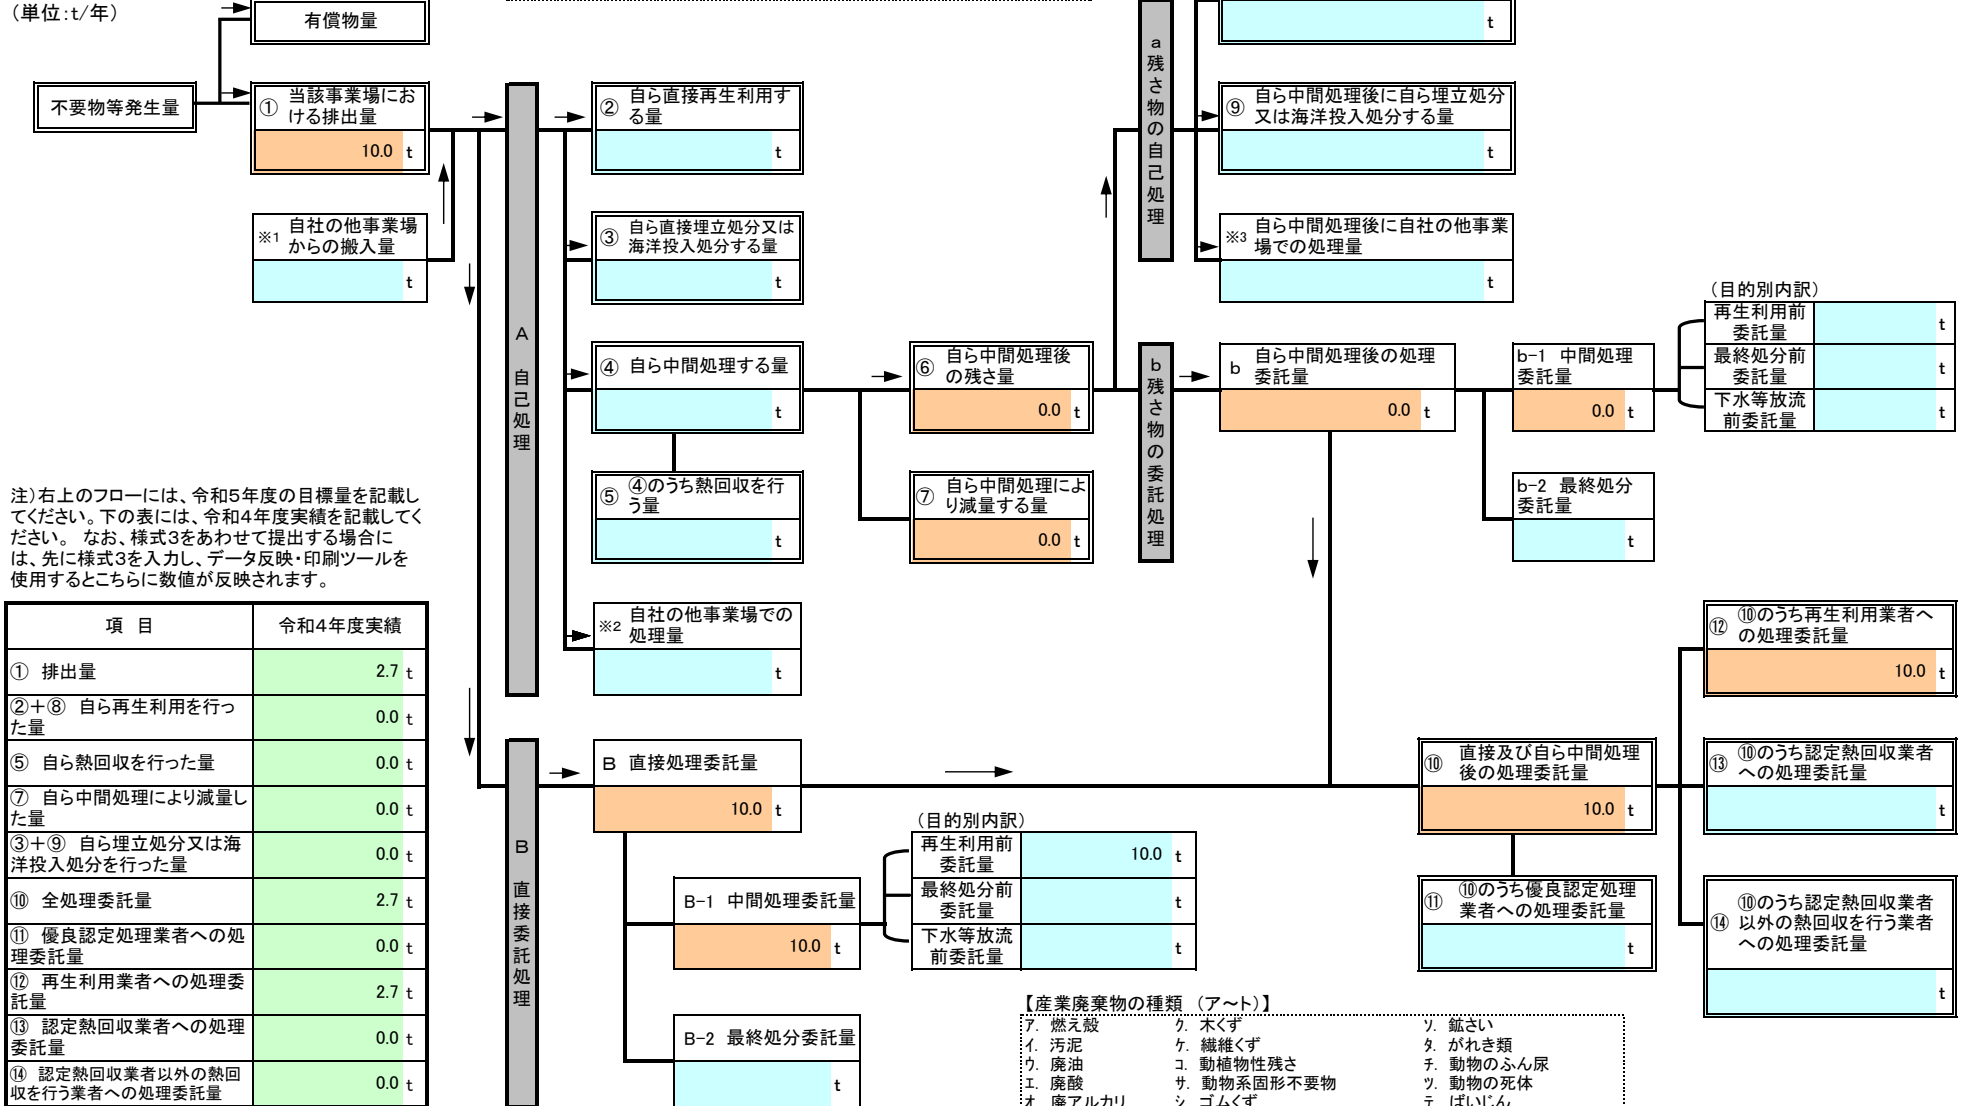 （単位：t/年）
有償物量
不要物等発生量
① 当該事業場にお
ける排出量
10.0 t
※1 自社の他事業場
からの搬入量
t
A 自己処理
② 自ら直接再生利用す
る量
t
③ 自ら直接埋立処分又は
海洋投入処分する量
t
④ 自ら中間処理する量
t
⑤ ④のうち熱回収を行
う量
t
※2 自社の他事業場での
処理量
t
⑥ 自ら中間処理後
の残さ量
0.0 t
⑦ 自ら中間処理によ
り減量する量
0.0 t
a 残さ物の自己処理
t
⑨ 自ら中間処理後に自ら埋立処分
又は海洋投入処分する量
t
※3 自ら中間処理後に自社の他事業
場での処理量
t
b 残さ物の委託処理
b 自ら中間処理後の処理
委託量
0.0 t
b-1 中間処理
委託量
0.0 t
b-2 最終処分
委託量
t
（目的別内訳）
再生利用前
委託量
t
最終処分前
委託量
t
下水等放流
前委託量
t
注）右上のフローには、令和５年度の目標量を記載し
てください。下の表には、令和４年度実績を記載してく
ださい。 なお、様式３をあわせて提出する場合に
は、先に様式３を入力し、データ反映・印刷ツールを
使用するとこちらに数値が反映されます。
項 目 令和４年度実績
① 排出量 2.7 t
②＋⑧ 自ら再生利用を行っ
た量 0.0 t
⑤ 自ら熱回収を行った量 0.0 t
⑦ 自ら中間処理により減量し
た量 0.0 t
③＋⑨ 自ら埋立処分又は海
洋投入処分を行った量 0.0 t
⑩ 全処理委託量 2.7 t
⑪ 優良認定処理業者への処
理委託量 0.0 t
⑫ 再生利用業者への処理委
託量 2.7 t
⑬ 認定熱回収業者への処理
委託量 0.0 t
⑭ 認定熱回収業者以外の熱回
収を行う業者への処理委託量 0.0 t
B 直接委託処理
B 直接処理委託量
10.0 t
B-1 中間処理委託量
10.0 t
B-2 最終処分委託量
t
（目的別内訳）
再生利用前
委託量
10.0 t
最終処分前
委託量
t
下水等放流
前委託量
t
⑩ 直接及び自ら中間処理
後の処理委託量
10.0 t
⑪ ⑩のうち優良認定処理
業者への処理委託量
t
⑫ ⑩のうち再生利用業者へ
の処理委託量
10.0 t
⑬ ⑩のうち認定熱回収業者
への処理委託量
t
⑭ ⑩のうち認定熱回収業者
以外の熱回収を行う業者
への処理委託量
t
【産業廃棄物の種類 （ア～ト）】
ア． 燃え殻 ク． 木くず ソ． 鉱さい
イ． 汚泥 ケ． 繊維くず タ． がれき類
ウ． 廃油 コ． 動植物性残さ チ． 動物のふん尿
エ． 廃酸 サ． 動物系固形不要物 ツ． 動物の死体
オ． 廃アルカリ シ． ゴムくず テ． ばいじん